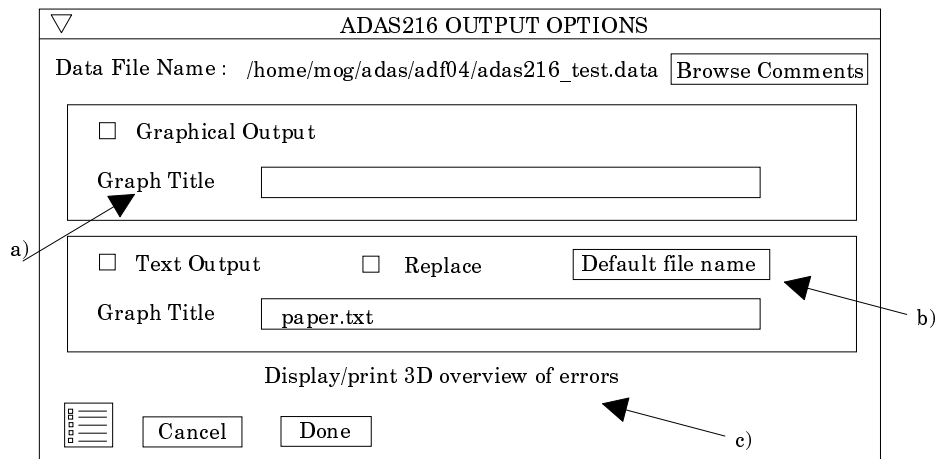 ADAS216 OUTPUT OPTIONS
Data File Name : /home/mog/adas/adf04/adas216_test.data Browse Comments
Graphical Output
Graph Title
a)
Text Output Replace Default file name
Graph Title paper.txt
b)
Display/print 3D overview of errors
Cancel Done
c)